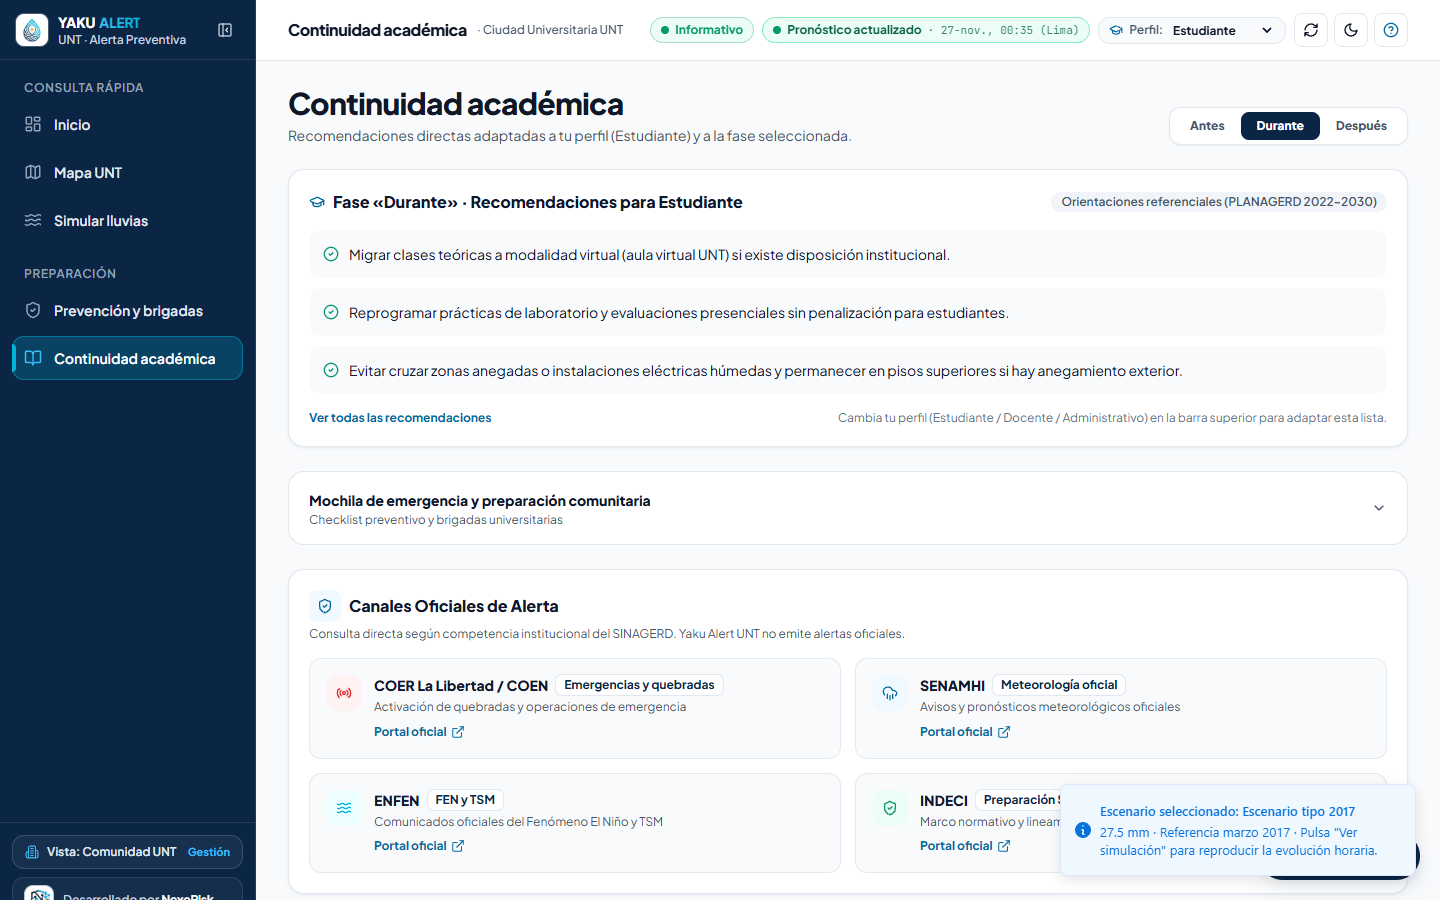 YAKU ALERT
UNT · Alerta Preventiva
CONSULTA RÁPIDA
Inicio
Mapa UNT
Simular lluvias
PREPARACIÓN
Prevención y brigadas
Continuidad académica
Vista: Comunidad UNT Gestión
Desarrollado por NoxoRisk
Continuidad académica · Ciudad Universitaria UNT
Informativo
Pronóstico actualizado · 27-nov., 00:35 (Lima)
Perfil: Estudiante
Continuidad académica
Recomendaciones directas adaptadas a tu perfil (Estudiante) y a la fase seleccionada.
Antes Durante Después
Fase «Durante» · Recomendaciones para Estudiante
Orientaciones referenciales (PLANAGERD 2022–2030)
Migrar clases teóricas a modalidad virtual (aula virtual UNT) si existe disposición institucional.
Reprogramar prácticas de laboratorio y evaluaciones presenciales sin penalización para estudiantes.
Evitar cruzar zonas anegadas o instalaciones eléctricas húmedas y permanecer en pisos superiores si hay anegamiento exterior.
Ver todas las recomendaciones
Cambia tu perfil (Estudiante / Docente / Administrativo) en la barra superior para adaptar esta lista.
Mochila de emergencia y preparación comunitaria
Checklist preventivo y brigadas universitarias
Canales Oficiales de Alerta
Consulta directa según competencia institucional del SINAGERD. Yaku Alert UNT no emite alertas oficiales.
COER La Libertad / COEN Emergencias y quebradas
Activación de quebradas y operaciones de emergencia
Portal oficial
SENAMHI Meteorología oficial
Avisos y pronósticos meteorológicos oficiales
Portal oficial
ENFEN FEN y TSM
Comunicados oficiales del Fenómeno El Niño y TSM
Portal oficial
INDECI Preparación
Marco normativo y
Portal oficial
Escenario seleccionado: Escenario tipo 2017
27.5 mm · Referencia marzo 2017 · Pulsa "Ver
simulación" para reproducir la evolución horaria.